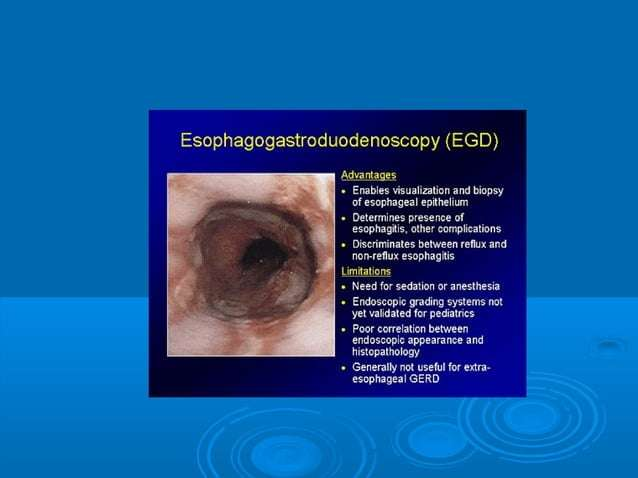 Esophagogastroduodenoscopy (EGD)
Advantages
• Enables visualization and biopsy
of esophageal epithelium
• Determines presence of
esophagitis, other complications
• Discriminates between reflux and
non-reflux esophagitis
Limitations
• Need for sedation or anesthesia
• Endoscopic grading systems not
yet validated for pediatrics
• Poor correlation between
endoscopic appearance and
histopathology
• Generally not useful for extra-
esophageal GERD